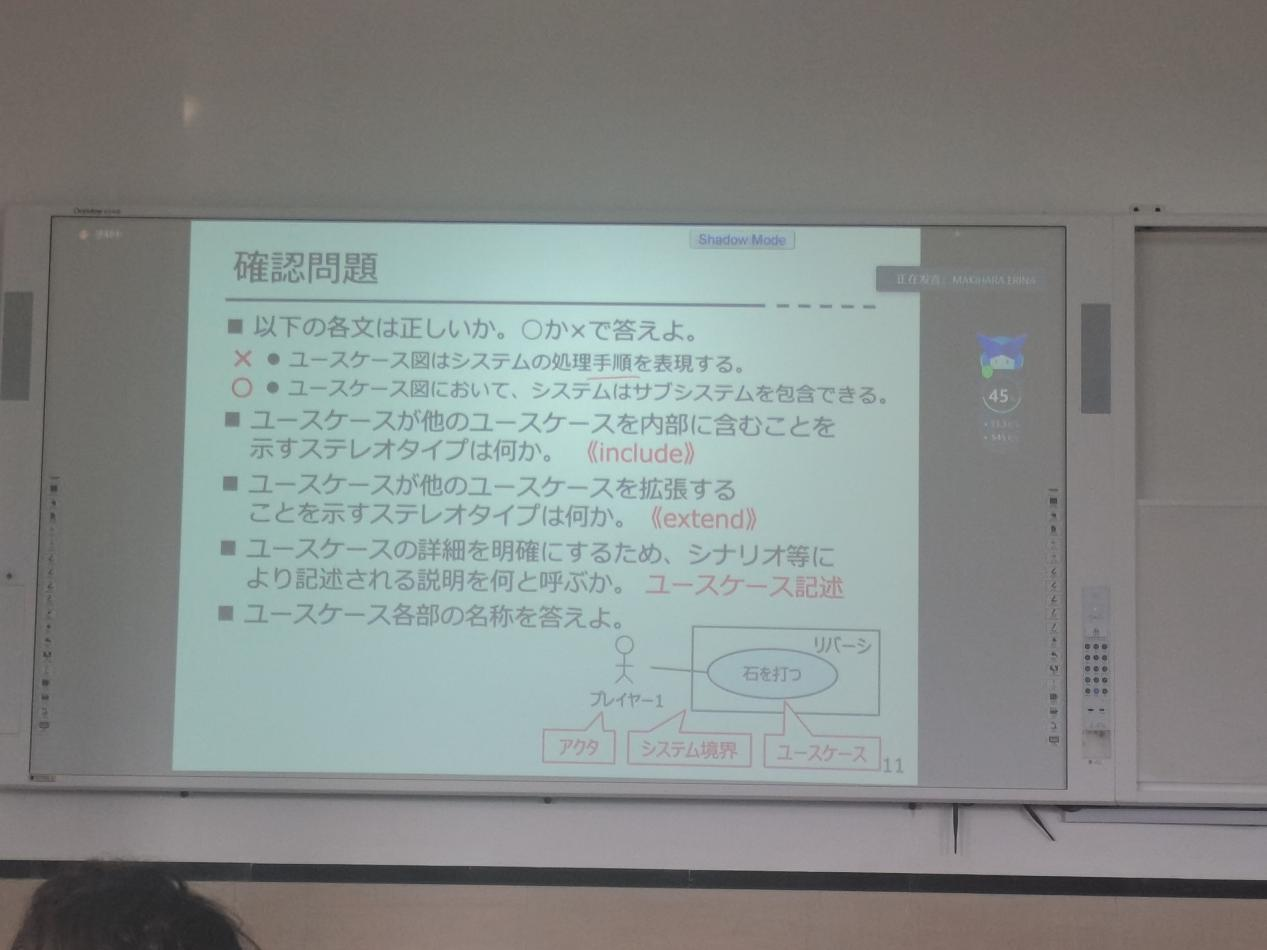 Shadow Mode
確認問題
正在发言: MAKIHARA ERINA
■ 以下の各文は正しいか。○か×で答えよ。
× ● ユースケース図はシステムの処理手順を表現する。
○ ● ユースケース図において、システムはサブシステムを包含できる。
45
■ ユースケースが他のユースケースを内部に含むことを
示すステレオタイプは何か。 《include》
■ ユースケースが他のユースケースを拡張する
ことを示すステレオタイプは何か。 《extend》
■ ユースケースの詳細を明確にするため、シナリオ等に
より記述される説明を何と呼ぶか。 ユースケース記述
■ ユースケース各部の名称を答えよ。
リバーシ
石を打つ
プレイヤー1
アクタ システム境界 ユースケース
11